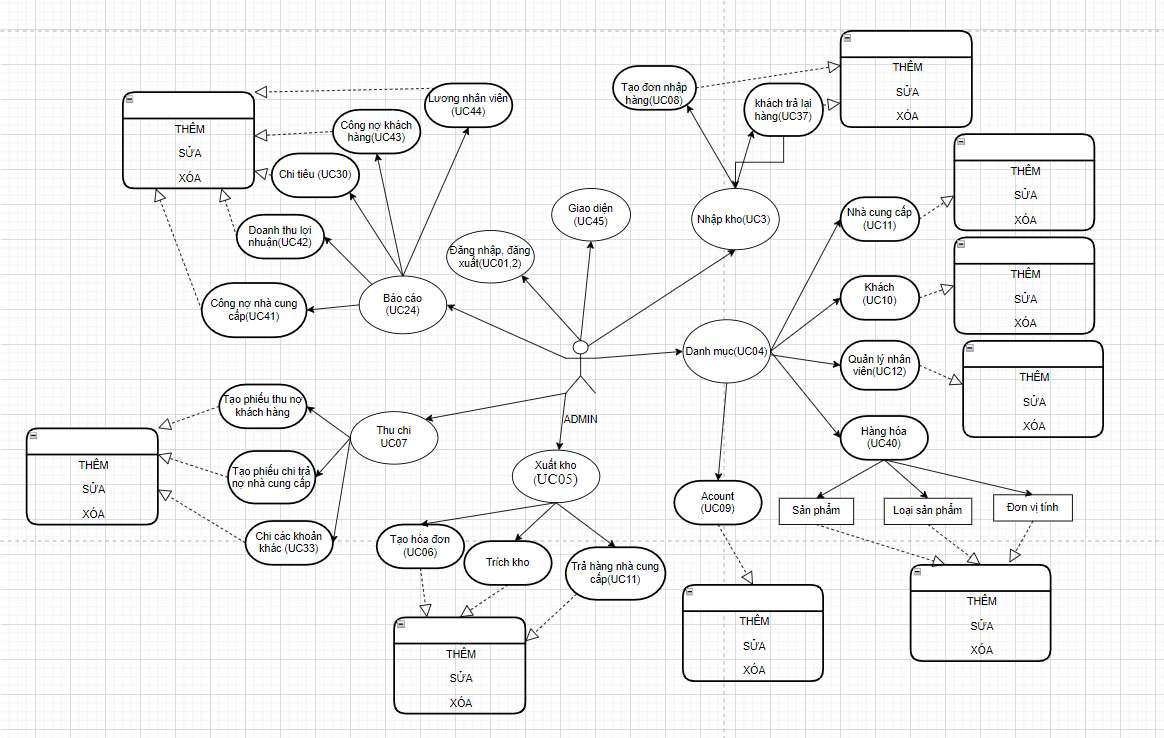 THÊM
SỬA
XÓA
Tạo đơn nhập
hàng(UC08)
khách trả lại
hàng(UC37)
Lương nhân viên
(UC44)
Công nợ khách
hàng(UC43)
THÊM
SỬA
XÓA
Chi tiêu (UC30)
THÊM
SỬA
XÓA
Giao diện
(UC45)
Nhập kho(UC3)
Nhà cung cấp
(UC11)
Doanh thu lợi
nhuận(UC42)
Đăng nhập, đăng
xuất(UC01,2)
THÊM
SỬA
XÓA
Khách
(UC10)
Công nợ nhà cung
cấp(UC41)
Báo cáo
(UC24)
Danh mục(UC04)
Quản lý nhân
viên(UC12)
THÊM
SỬA
XÓA
Tạo phiếu thu nợ
khách hàng
ADMIN
Thu chi
UC07
Hàng hóa
(UC40)
THÊM
SỬA
XÓA
Tạo phiếu chi trả
nợ nhà cung cấp
Xuất kho
(UC05)
Acount
(UC09)
Sản phẩm
Loại sản phẩm
Đơn vị tính
Chi các khoản
khác (UC33)
Tạo hóa đơn
(UC06)
Trích kho
Trả hàng nhà cung
cấp(UC11)
THÊM
SỬA
XÓA
THÊM
SỬA
XÓA
THÊM
SỬA
XÓA